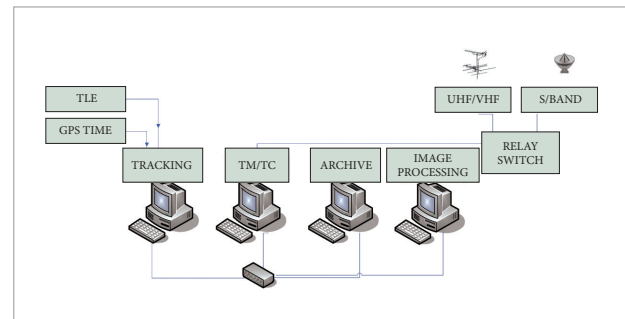 UHF/VHF
S/BAND
TLE
GPS TIME
RELAY
SWITCH
TRACKING
TM/TC
ARCHIVE
IMAGE
PROCESSING